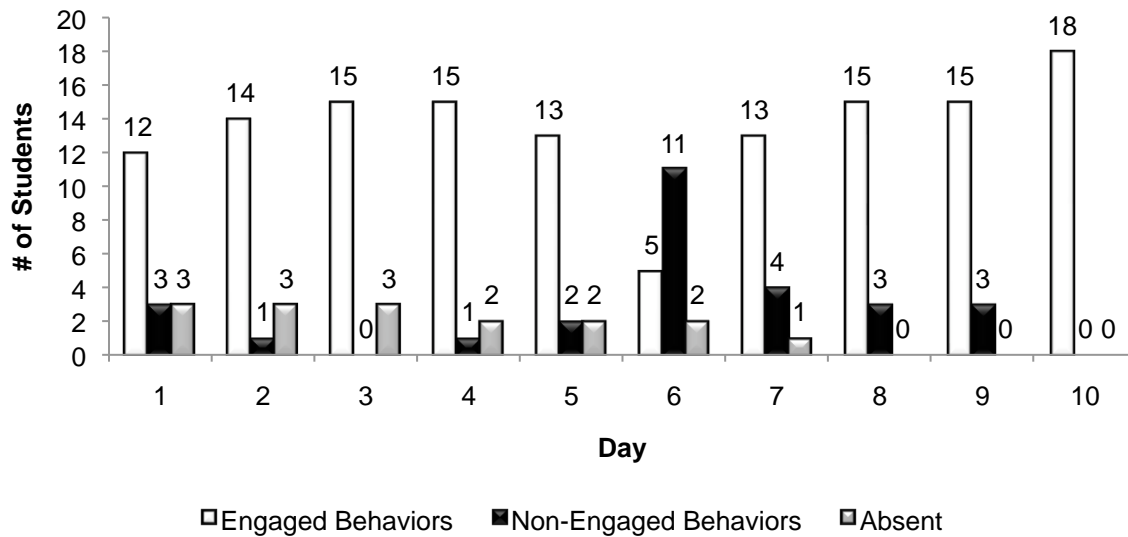 20
18
16
14
12
10
8
6
4
2
0
# of Students
12 3 3
14 1 3
15 0 3
15 1 2
13 2 2
5 11 2
13 4 1
15 3 0
15 3 0
18 0 0
1 2 3 4 5 6 7 8 9 10
Day
Engaged Behaviors Non-Engaged Behaviors Absent